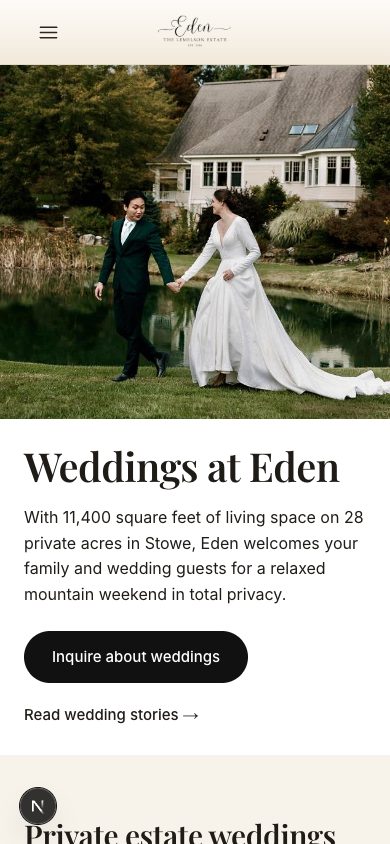 Eden
THE LEMELSON ESTATE
Weddings at Eden
With 11,400 square feet of living space on 28
private acres in Stowe, Eden welcomes your
family and wedding guests for a relaxed
mountain weekend in total privacy.
Inquire about weddings
Read wedding stories →
N
Private estate weddings